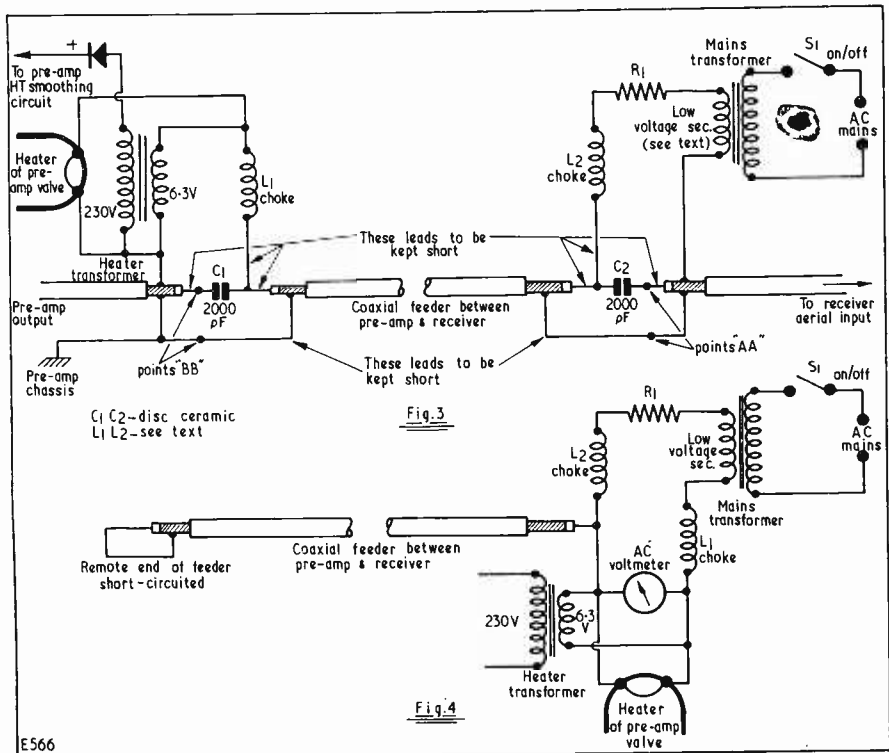 +
To pre-amp
HT smoothing
circuit
Heater
of pre-
amp valve
230V
6·3V
L1
choke
Heater
transformer
Mains
transformer
S1 on/off
R1
Low
voltage sec.
(see text)
AC
mains
L2
choke
These leads to be
kept short
C1
2000
pF
C2
2000
pF
Pre-amp
output
Coaxial feeder between
pre-amp & receiver
To receiver
aerial input
points "BB"
These leads to be
kept short
points "AA"
Pre-amp
chassis
C1 C2-disc ceramic
L1 L2-see text
Fig.3
R1
S1 on/off
L2
choke
Low
voltage
sec.
AC
mains
Mains
transformer
L1
choke
Remote end of feeder
short-circuited
Coaxial feeder between
pre-amp & receiver
AC
voltmeter
230V
6·3
V
Heater
transformer
Heater
of pre-amp
valve
Fig.4
E566